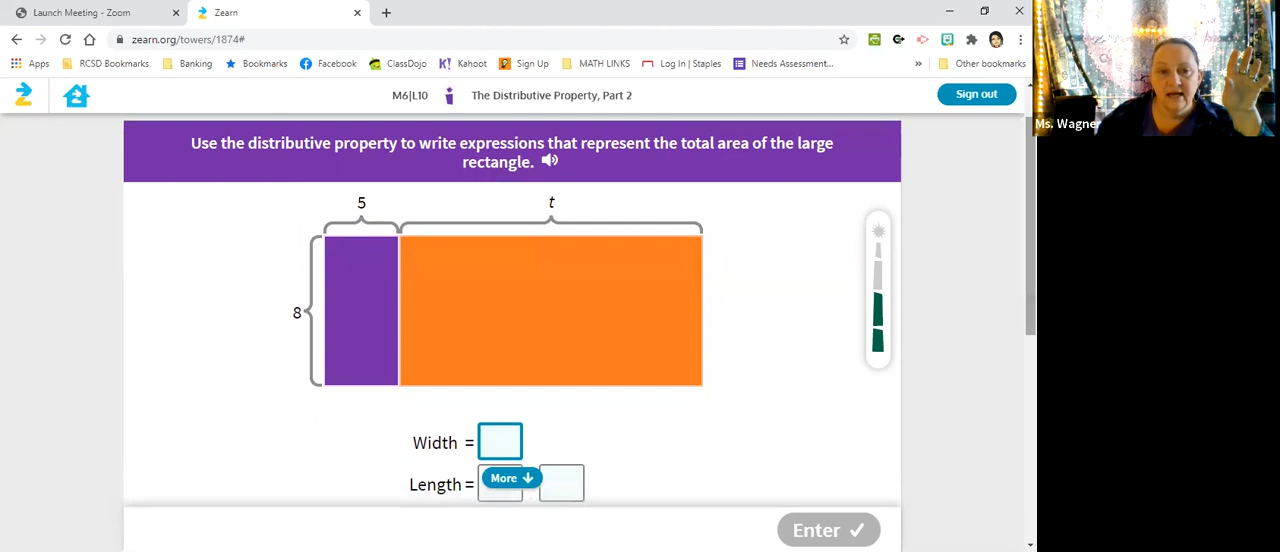 Launch Meeting - Zoom
Zearn
zearn.org/towers/1874#
Apps RCSD Bookmarks Banking Bookmarks Facebook ClassDojo K! Kahoot Sign Up MATH LINKS Log In | Staples Needs Assessment... » Other bookmarks
M6|L10 The Distributive Property, Part 2 Sign out
Ms. Wagner
Use the distributive property to write expressions that represent the total area of the large
rectangle.
5 t
8
Width =
Length =
More ↓
Enter ✓